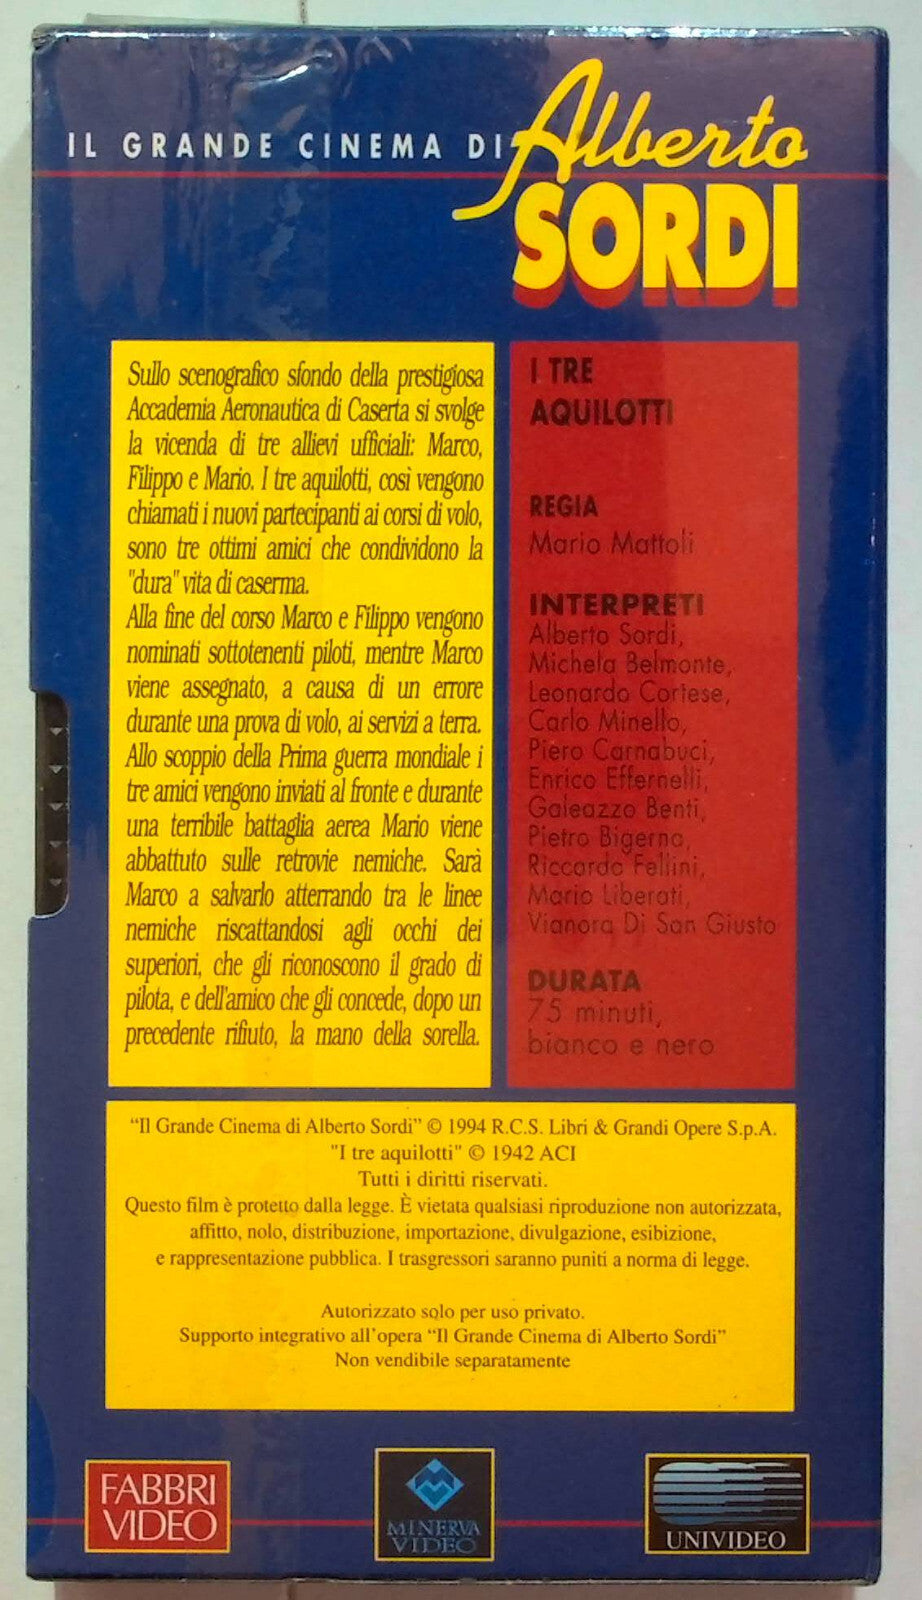 IL GRANDE CINEMA DI Alberto
SORDI
Sullo scenografico sfondo della prestigiosa
Accademia Aeronautica di Caserta si svolge
la vicenda di tre allievi ufficiali: Marco,
Filippo e Mario. I tre aquilotti, così vengono
chiamati i nuovi partecipanti ai corsi di volo,
sono tre ottimi amici che condividono la
"dura" vita di caserma.
Alla fine del corso Marco e Filippo vengono
nominati sottotenenti piloti, mentre Marco
viene assegnato, a causa di un errore
durante una prova di volo, ai servizi a terra.
Allo scoppio della Prima guerra mondiale i
tre amici vengono inviati al fronte e durante
una terribile battaglia aerea Mario viene
abbattuto sulle retrovie nemiche. Sarà
Marco a salvarlo atterrando tra le linee
nemiche riscattandosi agli occhi dei
superiori, che gli riconoscono il grado di
pilota, e dell'amico che gli concede, dopo un
precedente rifiuto, la mano della sorella.
I TRE
AQUILOTTI
REGIA
Mario Mattoli
INTERPRETI
Alberto Sordi,
Michela Belmonte,
Leonardo Cortese,
Carlo Minello,
Piero Carnabuci,
Enrico Effernelli,
Galeazzo Benti,
Pietro Bigerna,
Riccardo Fellini,
Mario Liberati,
Vianora Di San Giusto
DURATA
75 minuti,
bianco e nero
"Il Grande Cinema di Alberto Sordi" © 1994 R.C.S. Libri & Grandi Opere S.p.A.
"I tre aquilotti" © 1942 ACI
Tutti i diritti riservati.
Questo film è protetto dalla legge. È vietata qualsiasi riproduzione non autorizzata,
affitto, nolo, distribuzione, importazione, divulgazione, esibizione,
e rappresentazione pubblica. I trasgressori saranno puniti a norma di legge.
Autorizzato solo per uso privato.
Supporto integrativo all'opera "Il Grande Cinema di Alberto Sordi"
Non vendibile separatamente
FABBRI
VIDEO
MINERVA
VIDEO
UNIVIDEO